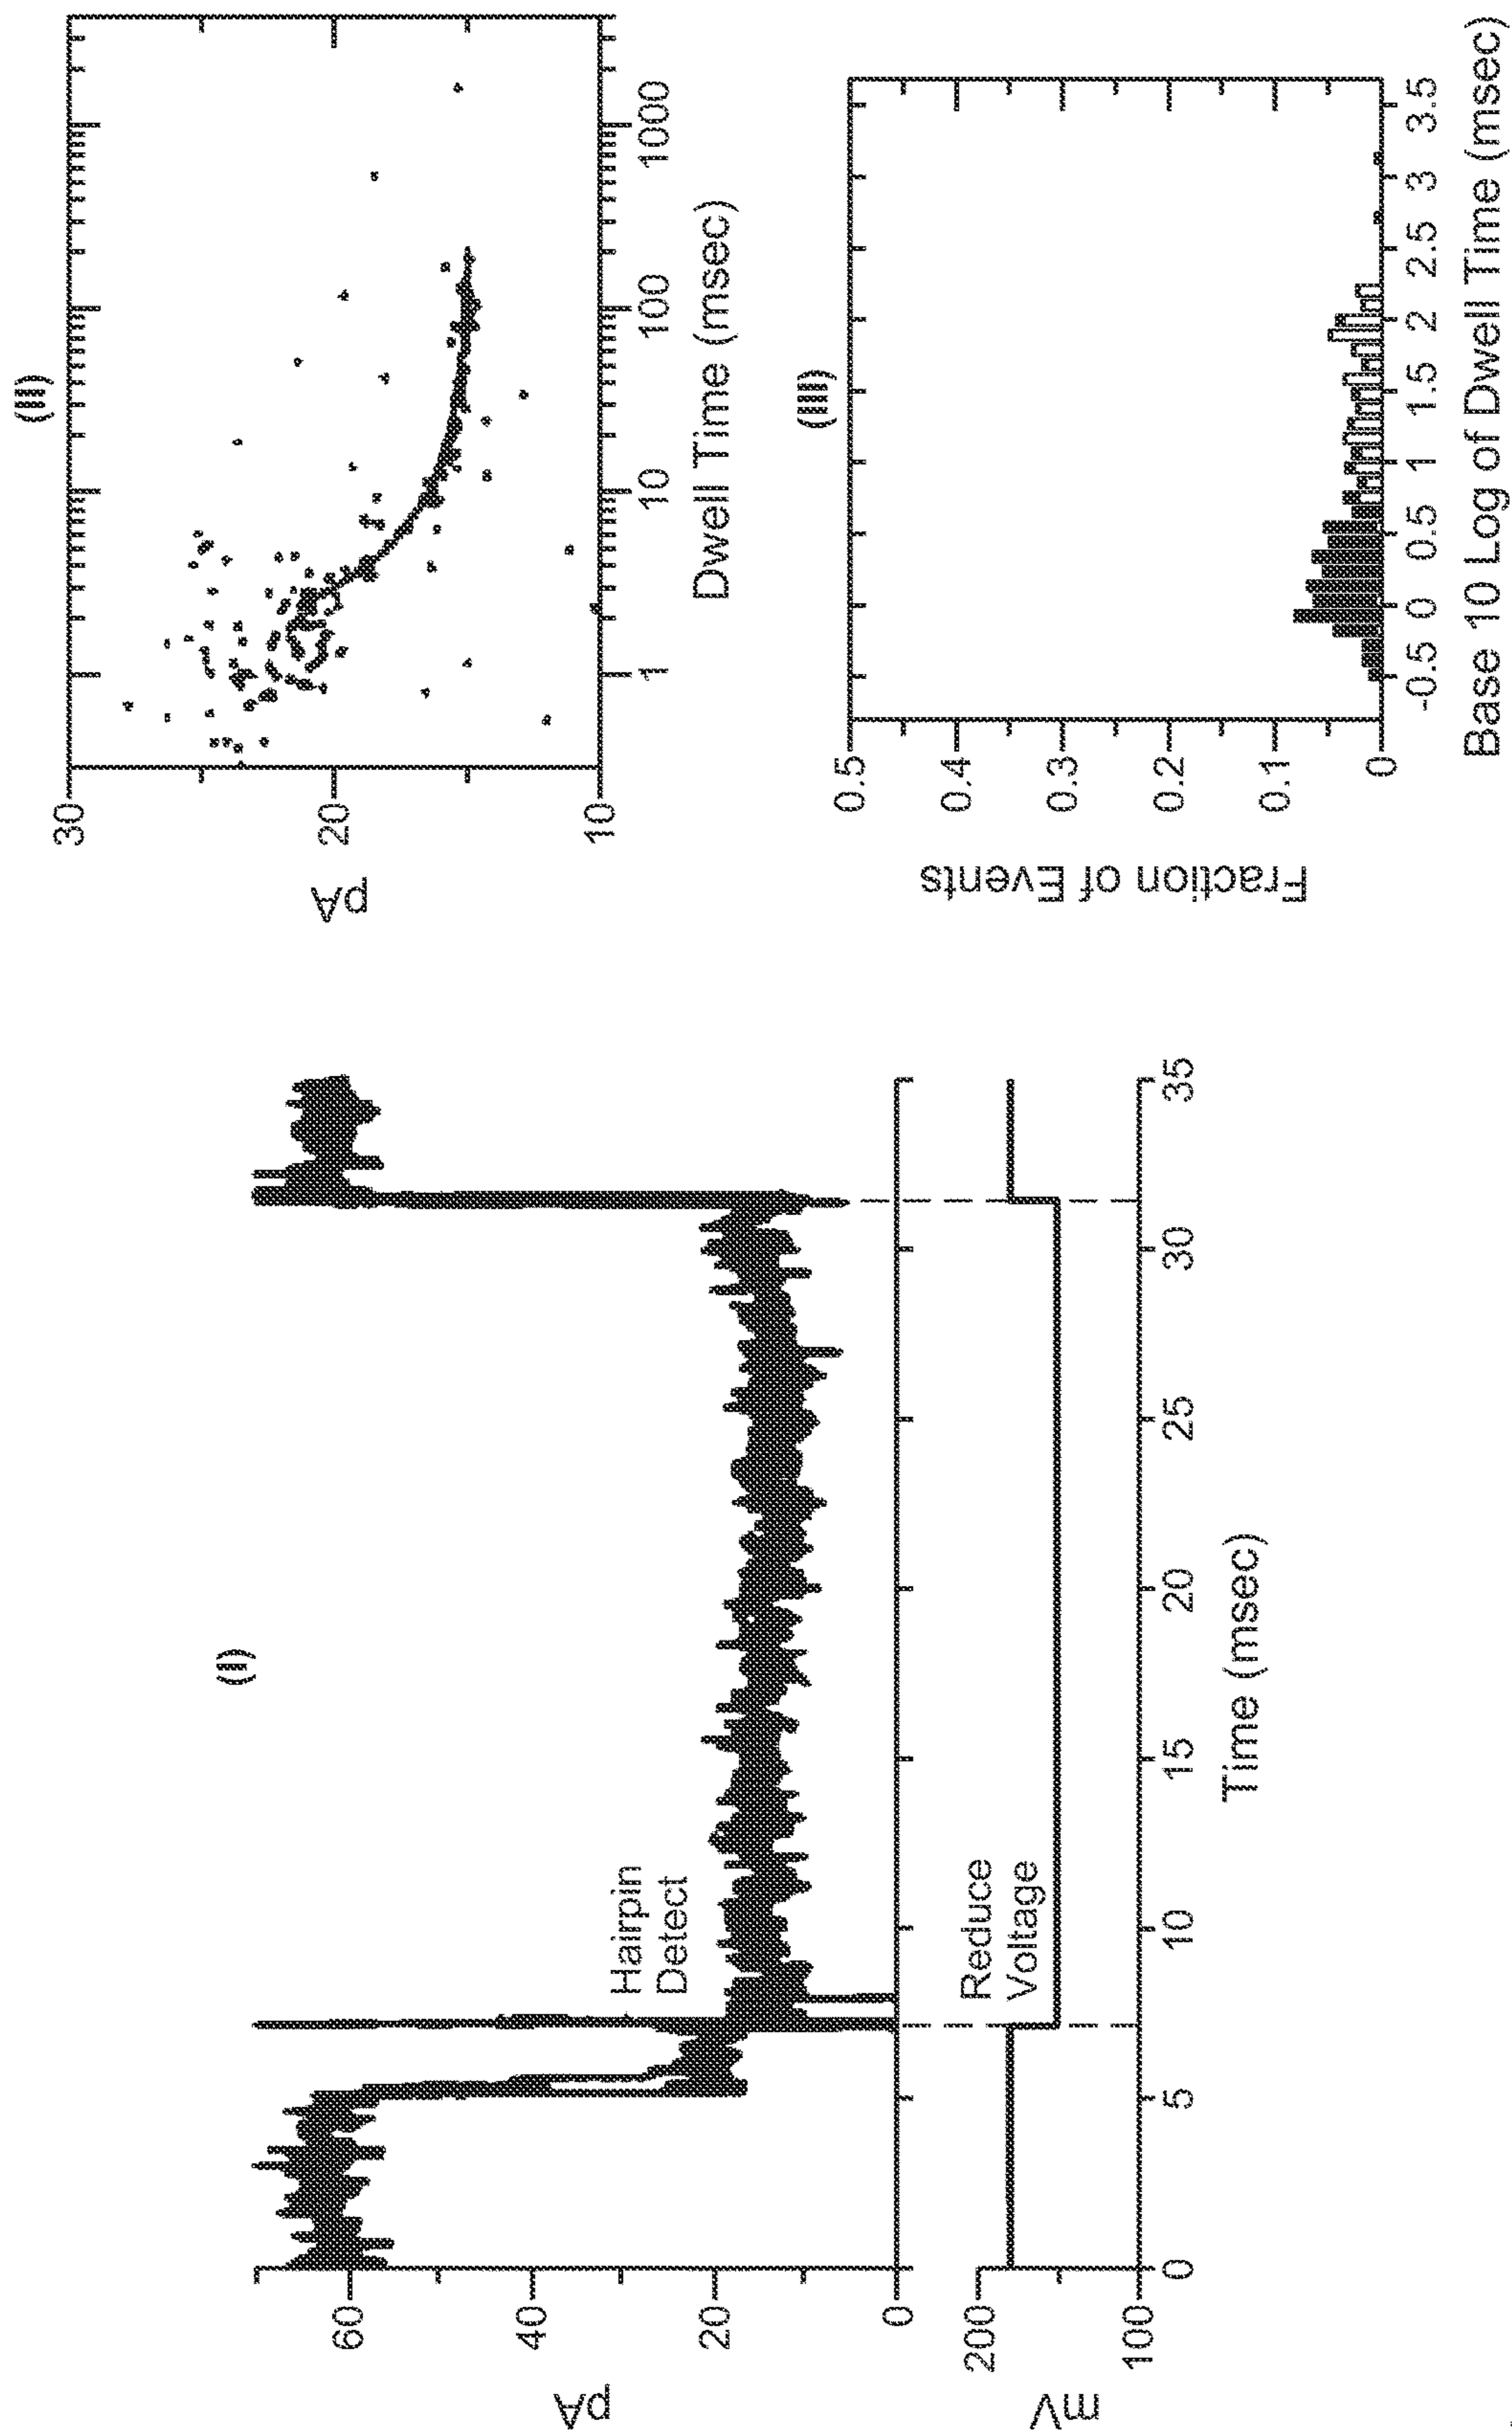 (I)
pA
60
40
20
0
Hairpin
Detect
mV
200
100
Reduce
Voltage
0
5
10
15
20
25
30
35
Time (msec)
(II)
pA
30
20
10
1
10
100
1000
Dwell Time (msec)
(III)
Fraction of Events
0.5
0.4
0.3
0.2
0.1
0
-0.5
0
0.5
1
1.5
2
2.5
3
3.5
Base 10 Log of Dwell Time (msec)